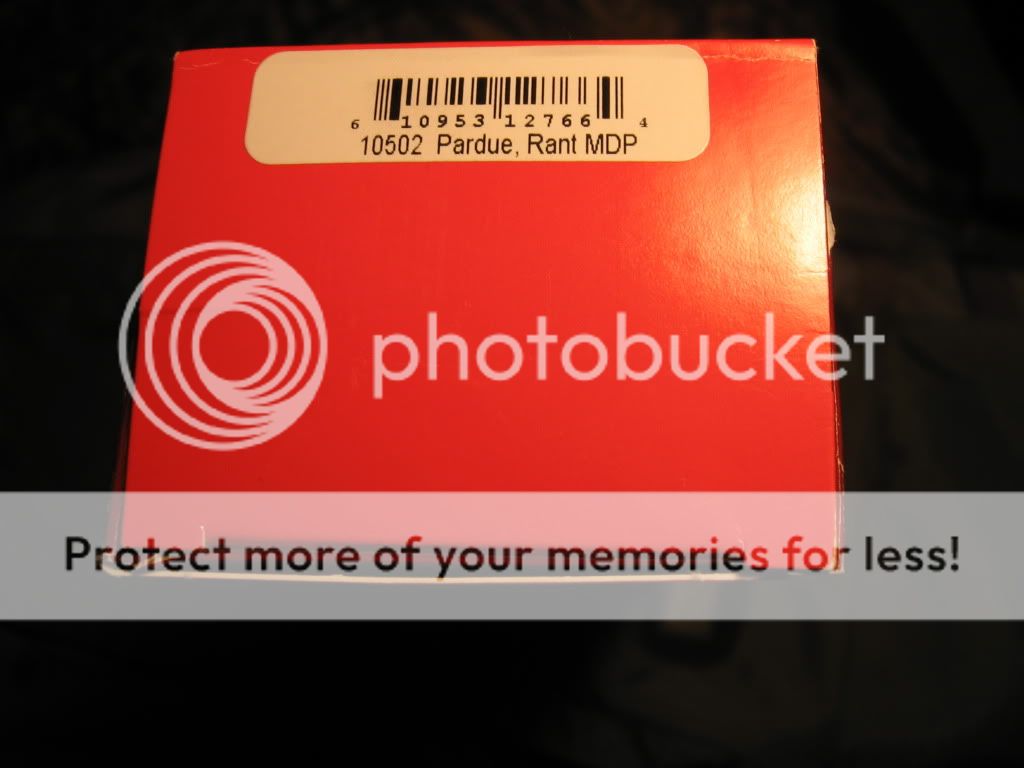 6 10953 12766 4
10502 Pardue, Rant MDP
photobucket
Protect more of your memories for less!